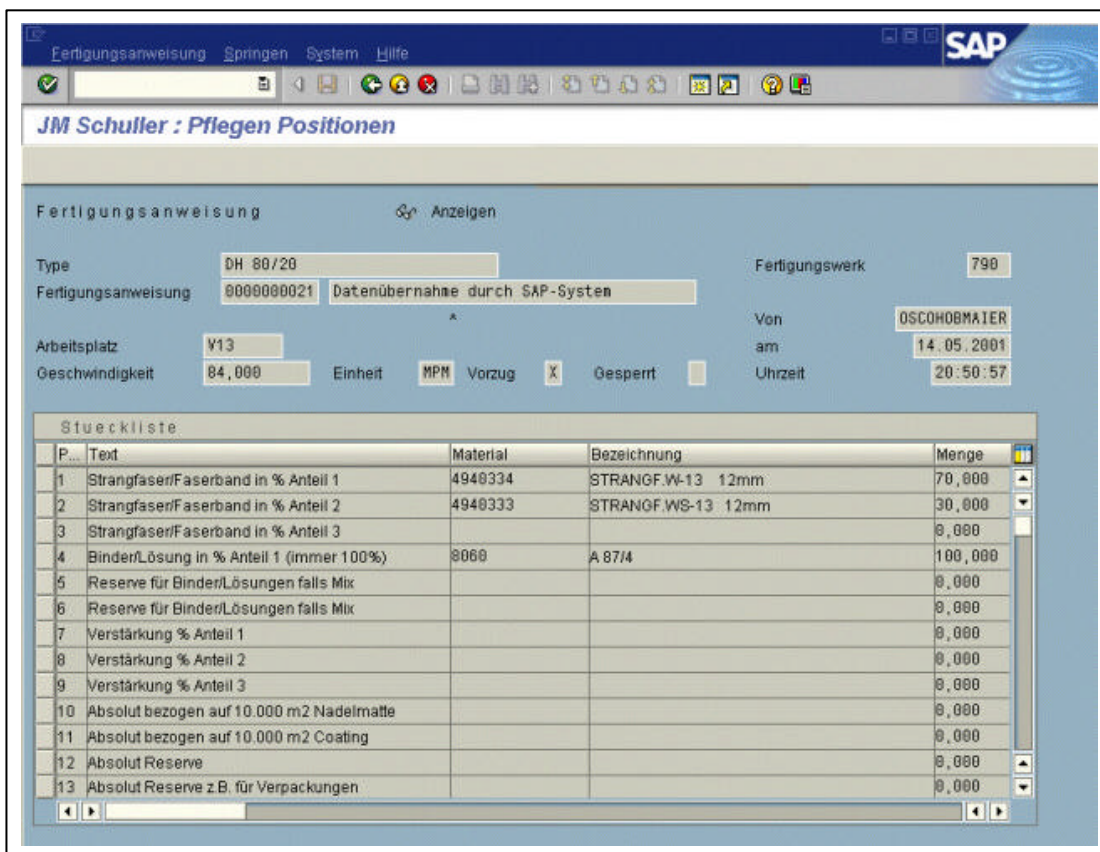 Fertigungsanweisung Springen System Hilfe
SAP
JM Schuller : Pflegen Positionen
Fertigungsanweisung Anzeigen
Type DH 80/20 Fertigungswerk 790
Fertigungsanweisung 0000000021 Datenübernahme durch SAP-System
Von OSCOHOBMAIER
Arbeitsplatz V13 am 14.05.2001
Geschwindigkeit 84,000 Einheit MPM Vorzug X Gesperrt Uhrzeit 20:50:57
Stueckliste
P... Text Material Bezeichnung Menge
1 Strangfaser/Faserband in % Anteil 1 4940334 STRANGF.W-13 12mm 70,000
2 Strangfaser/Faserband in % Anteil 2 4940333 STRANGF.WS-13 12mm 30,000
3 Strangfaser/Faserband in % Anteil 3 0,000
4 Binder/Lösung in % Anteil 1 (immer 100%) 8060 A 87/4 100,000
5 Reserve für Binder/Lösungen falls Mix 0,000
6 Reserve für Binder/Lösungen falls Mix 0,000
7 Verstärkung % Anteil 1 0,000
8 Verstärkung % Anteil 2 0,000
9 Verstärkung % Anteil 3 0,000
10 Absolut bezogen auf 10.000 m2 Nadelmatte 0,000
11 Absolut bezogen auf 10.000 m2 Coating 0,000
12 Absolut Reserve 0,000
13 Absolut Reserve z.B. für Verpackungen 0,000